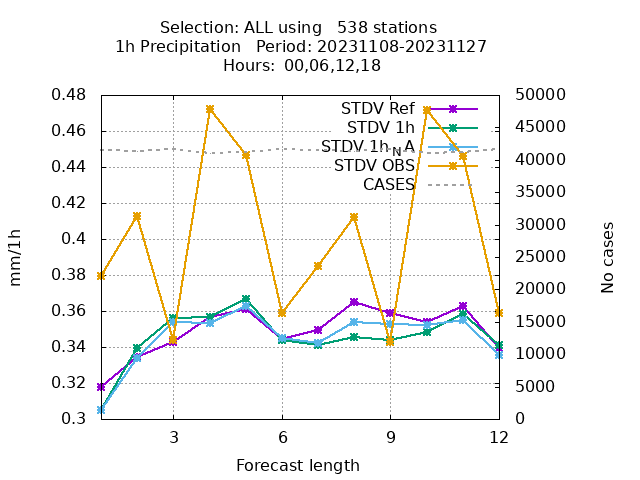 Selection: ALL using   538 stations
1h Precipitation   Period: 20231108-20231127
Hours: 00,06,12,18
0.48
0.46
0.44
0.42
0.4
0.38
0.36
0.34
0.32
0.3
mm/1h
STDV Ref
STDV 1h
STDV 1h_NA
STDV OBS
CASES
50000
45000
40000
35000
30000
25000
20000
15000
10000
5000
0
No cases
3 6 9 12
Forecast length